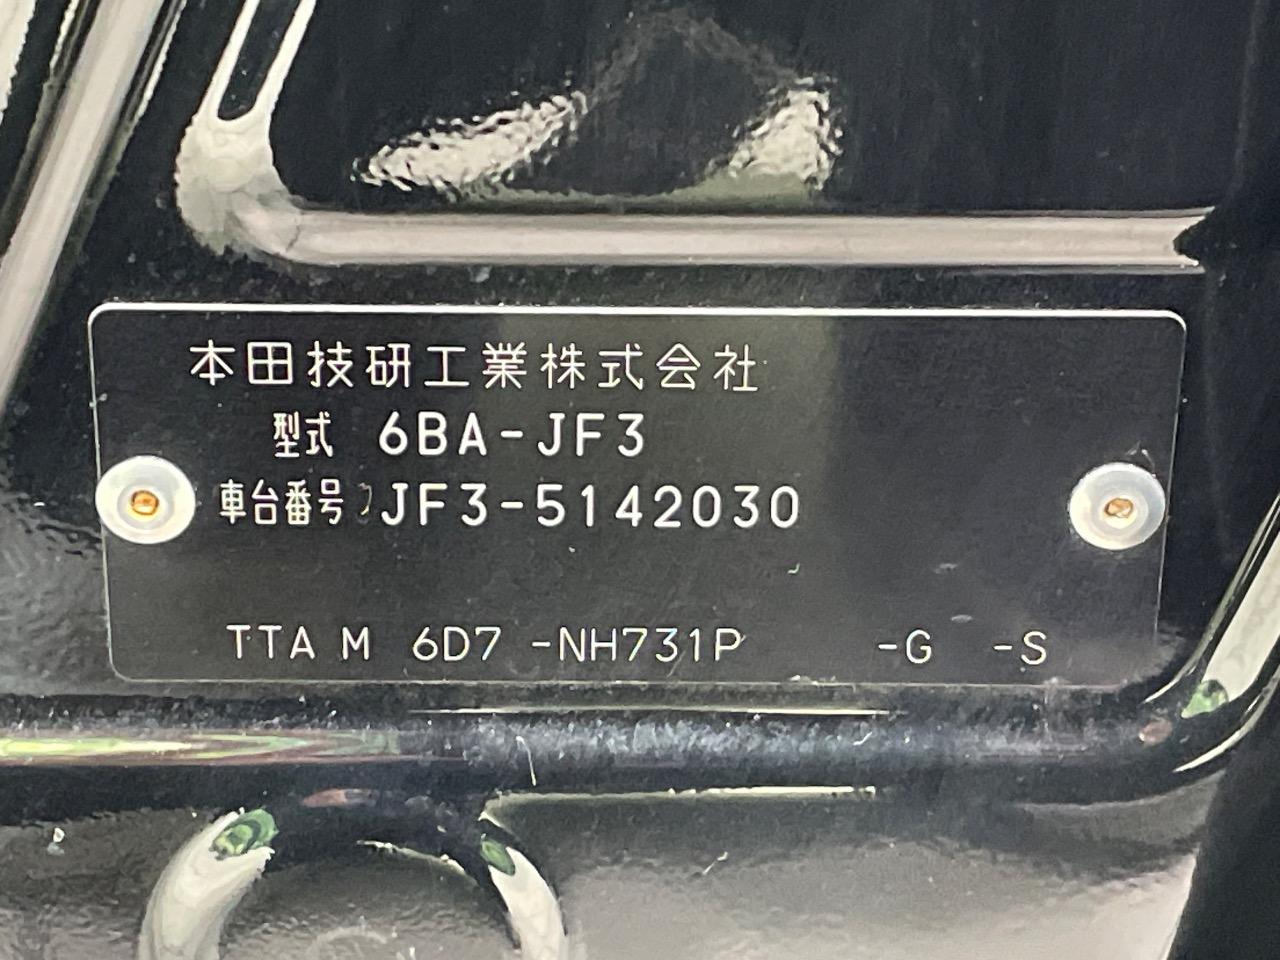 本田技研工業株式会社
型式 6BA-JF3
車台番号 JF3-5142030
TTA M 6D7 -NH731P -G -S